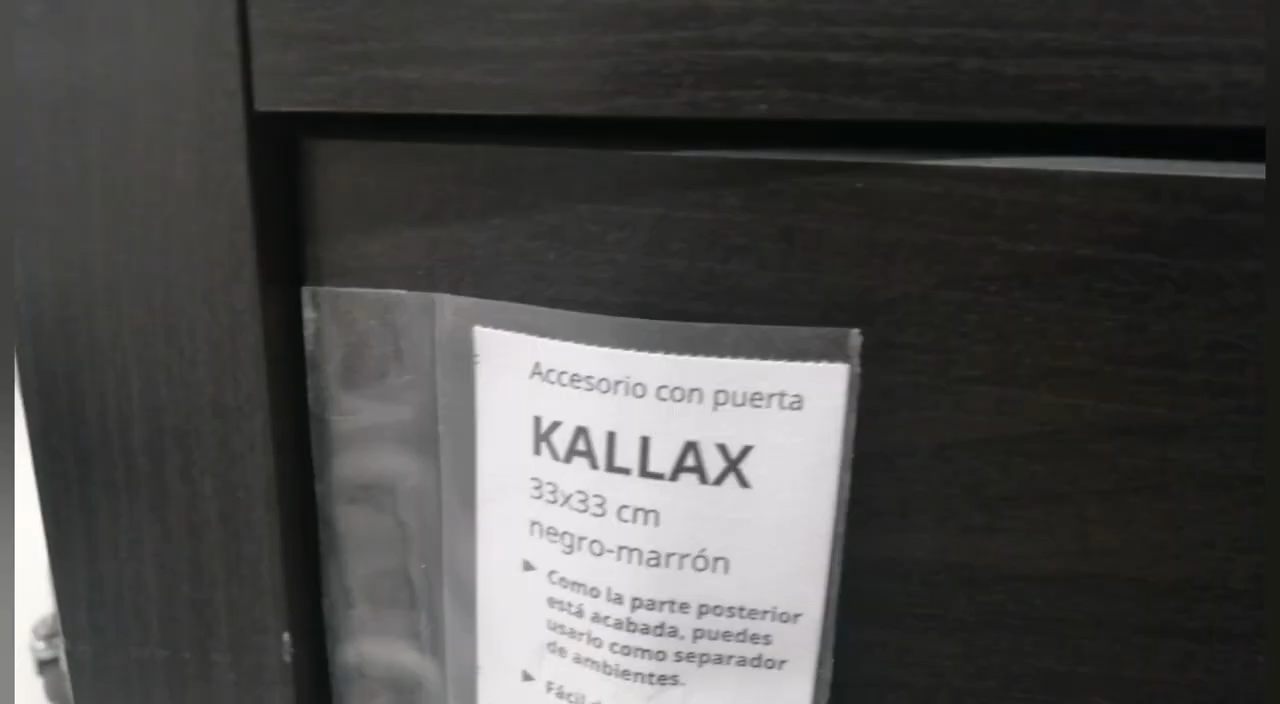 Accesorio con puerta
KALLAX
33x33 cm
negro-marrón
▶ Como la parte posterior
está acabada, puedes
usarlo como separador
de ambientes.
▶ Fácil